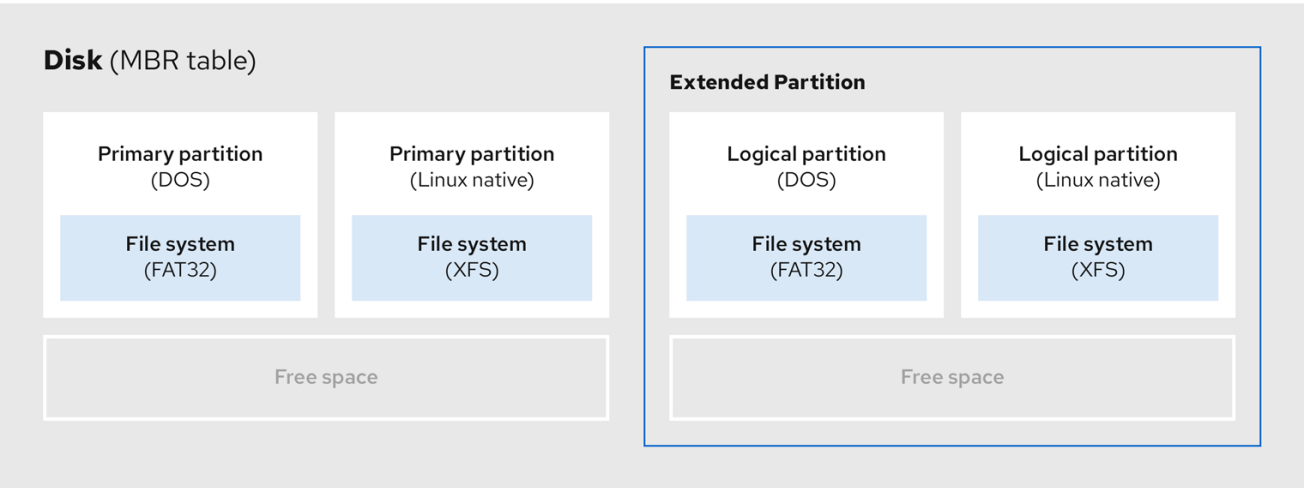 Disk (MBR table)
Primary partition
(DOS)
File system
(FAT32)
Primary partition
(Linux native)
File system
(XFS)
Free space
Extended Partition
Logical partition
(DOS)
File system
(FAT32)
Logical partition
(Linux native)
File system
(XFS)
Free space